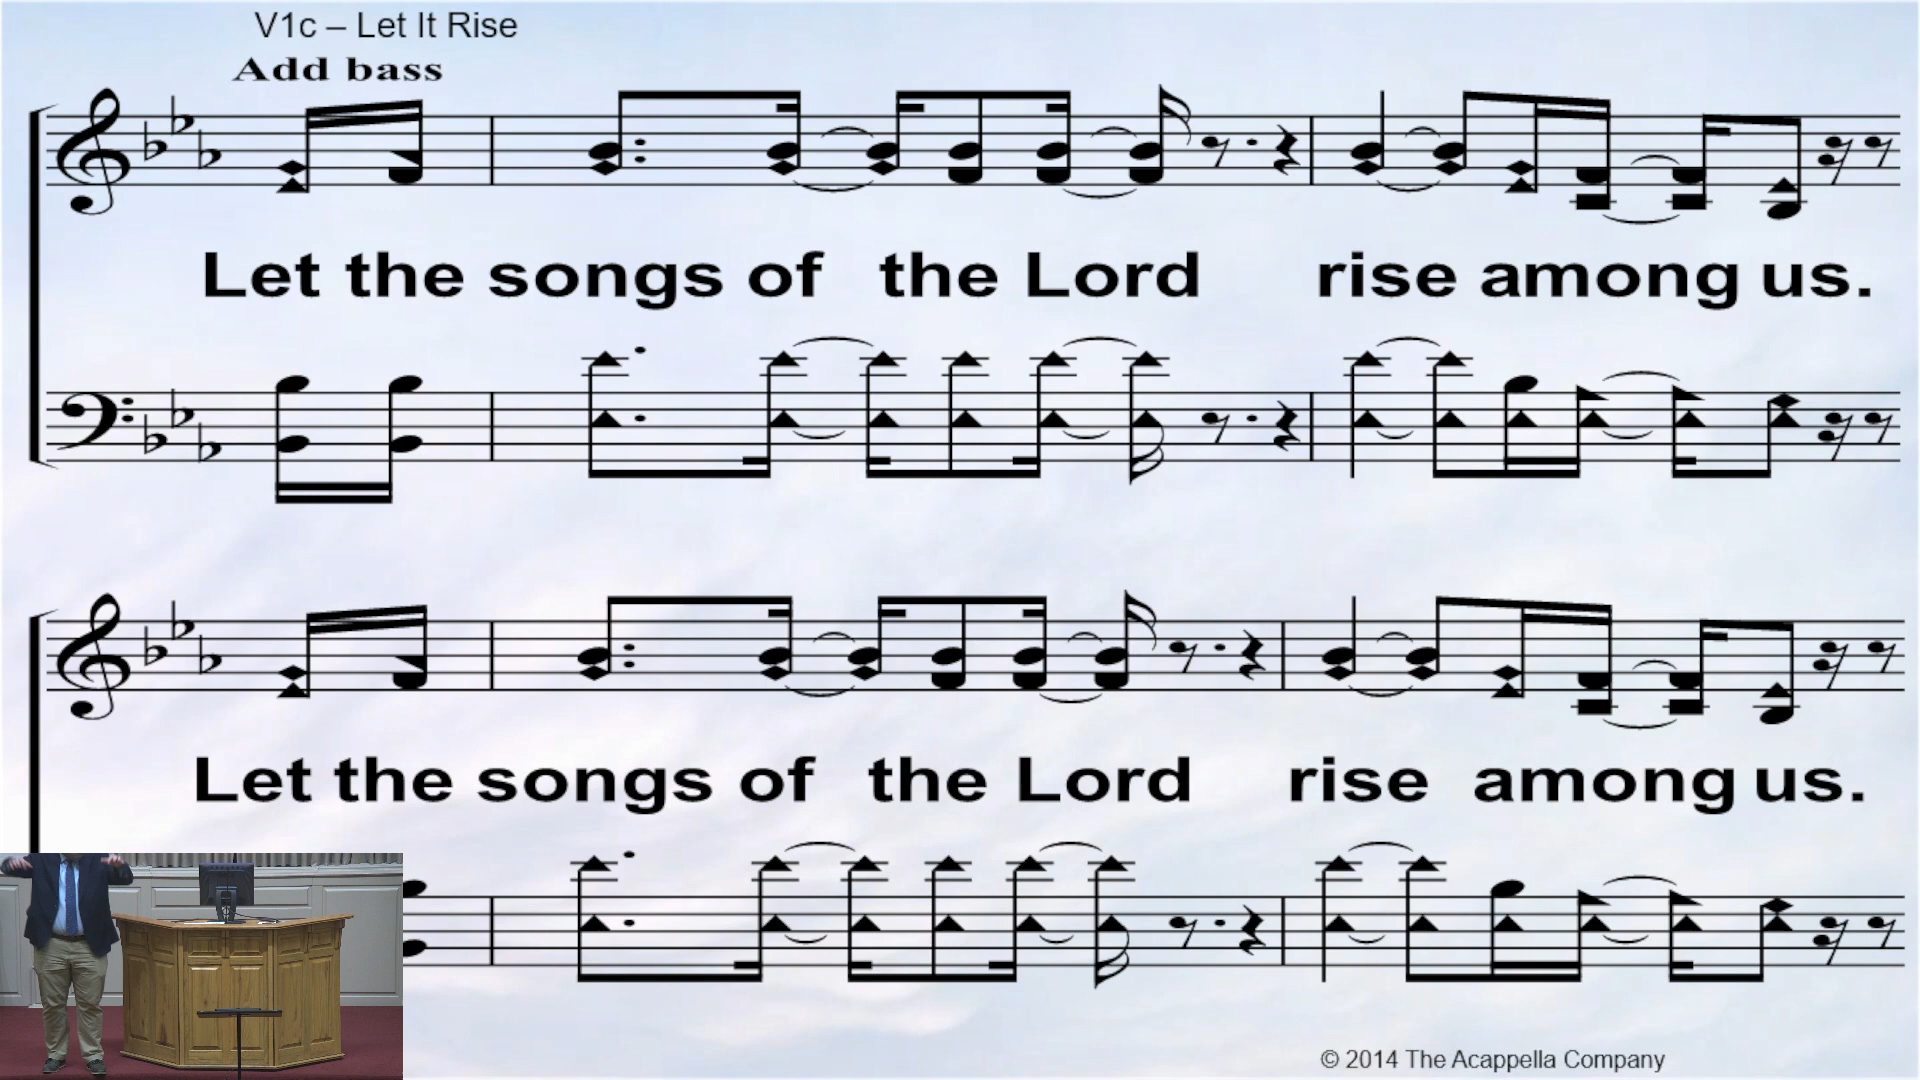 V1c – Let It Rise
Add bass
Let the songs of the Lord rise among us.
Let the songs of the Lord rise among us.
© 2014 The Acappella Company